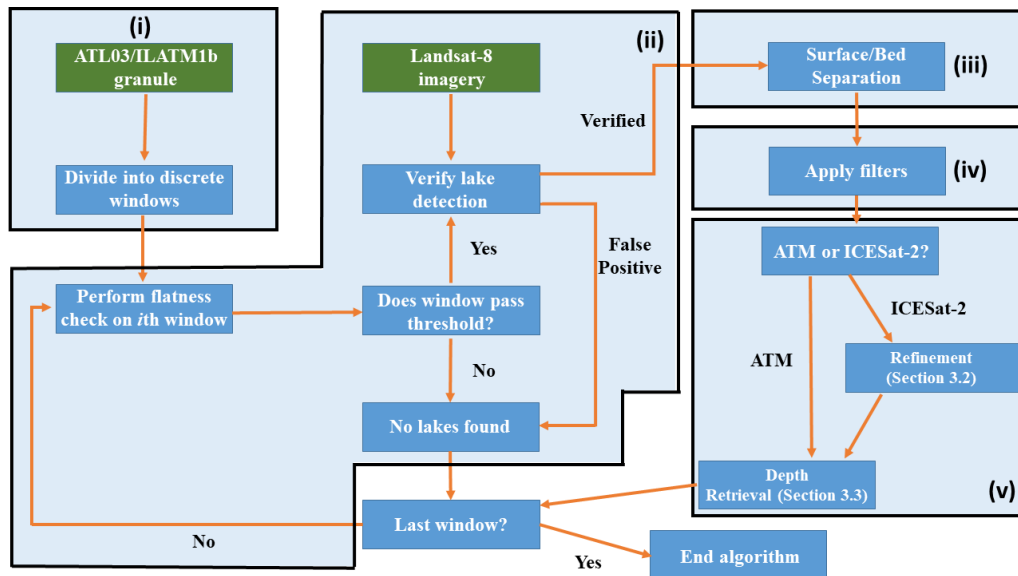 (i)
ATL03/ILATM1b
granule
Divide into discrete
windows
(ii)
Landsat-8
imagery
Verified
Verify lake
detection
Yes
False
Positive
Perform flatness
check on ith window
Does window pass
threshold?
No
No lakes found
Last window?
No
Yes
End algorithm
Surface/Bed
Separation
(iii)
Apply filters
(iv)
ATM or ICESat-2?
ICESat-2
ATM
Refinement
(Section 3.2)
Depth
Retrieval (Section 3.3)
(v)